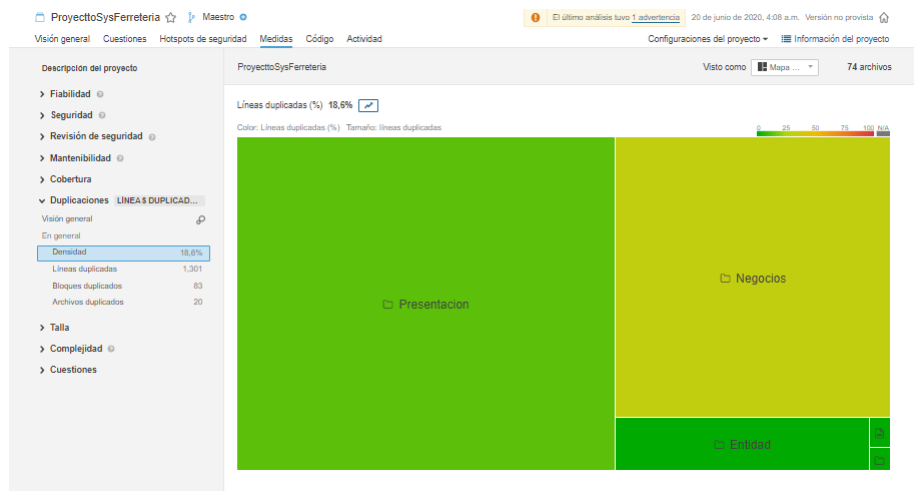 ProyecttoSysFerreteria Maestro
El último análisis tuvo 1 advertencia 20 de junio de 2020, 4:08 a.m. Versión no provista
Visión general Cuestiones Hotspots de seguridad Medidas Código Actividad
Configuraciones del proyecto Información del proyecto
Descripción del proyecto
Fiabilidad
Seguridad
Revisión de seguridad
Mantenibilidad
Cobertura
Duplicaciones LÍNEAS DUPLICAD...
Visión general
En general
Densidad 18,6%
Líneas duplicadas 1,301
Bloques duplicados 83
Archivos duplicados 20
Talla
Complejidad
Cuestiones
ProyecttoSysFerreteria
Visto como Mapa ... 74 archivos
Líneas duplicadas (%) 18,6%
Color: Líneas duplicadas (%) Tamaño: líneas duplicadas
0 25 50 75 100 N/A
Presentacion
Negocios
Entidad